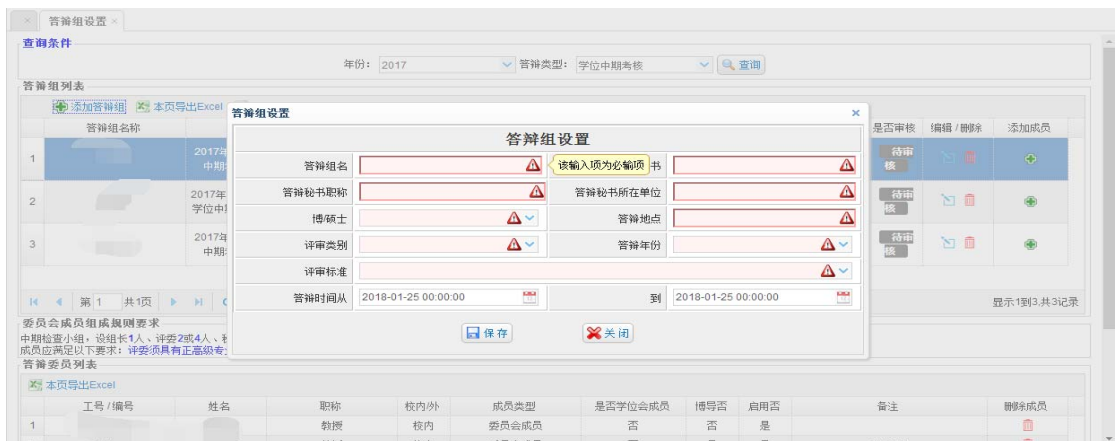 答辩组设置
查询条件
年份： 2017 答辩类型： 学位中期考核 查询
答辩组列表
添加答辩组 本页导出Excel
答辩组名称 是否审核 编辑 / 删除 添加成员
1 2017年 中期 待审核
2 2017年 学位中期 待审核
3 2017年 中期 待审核
答辩组设置
答辩组设置
答辩组名 该输入项为必输项 书
答辩秘书职称 答辩秘书所在单位
博/硕士 答辩地点
评审类别 答辩年份
评审标准
答辩时间从 2018-01-25 00:00:00 到 2018-01-25 00:00:00
保存 关闭
第 1 共1页 显示1到3,共3记录
委员会成员组成规则要求
中期检查小组，设组长1人、评委2或4人、
成员应满足以下要求：评委须具有正高级专
答辩委员列表
本页导出Excel
工号 / 编号 姓名 职称 校内/外 成员类型 是否学位会成员 博导否 启用否 备注 删除成员
1 教授 校内 委员会成员 否 否 是